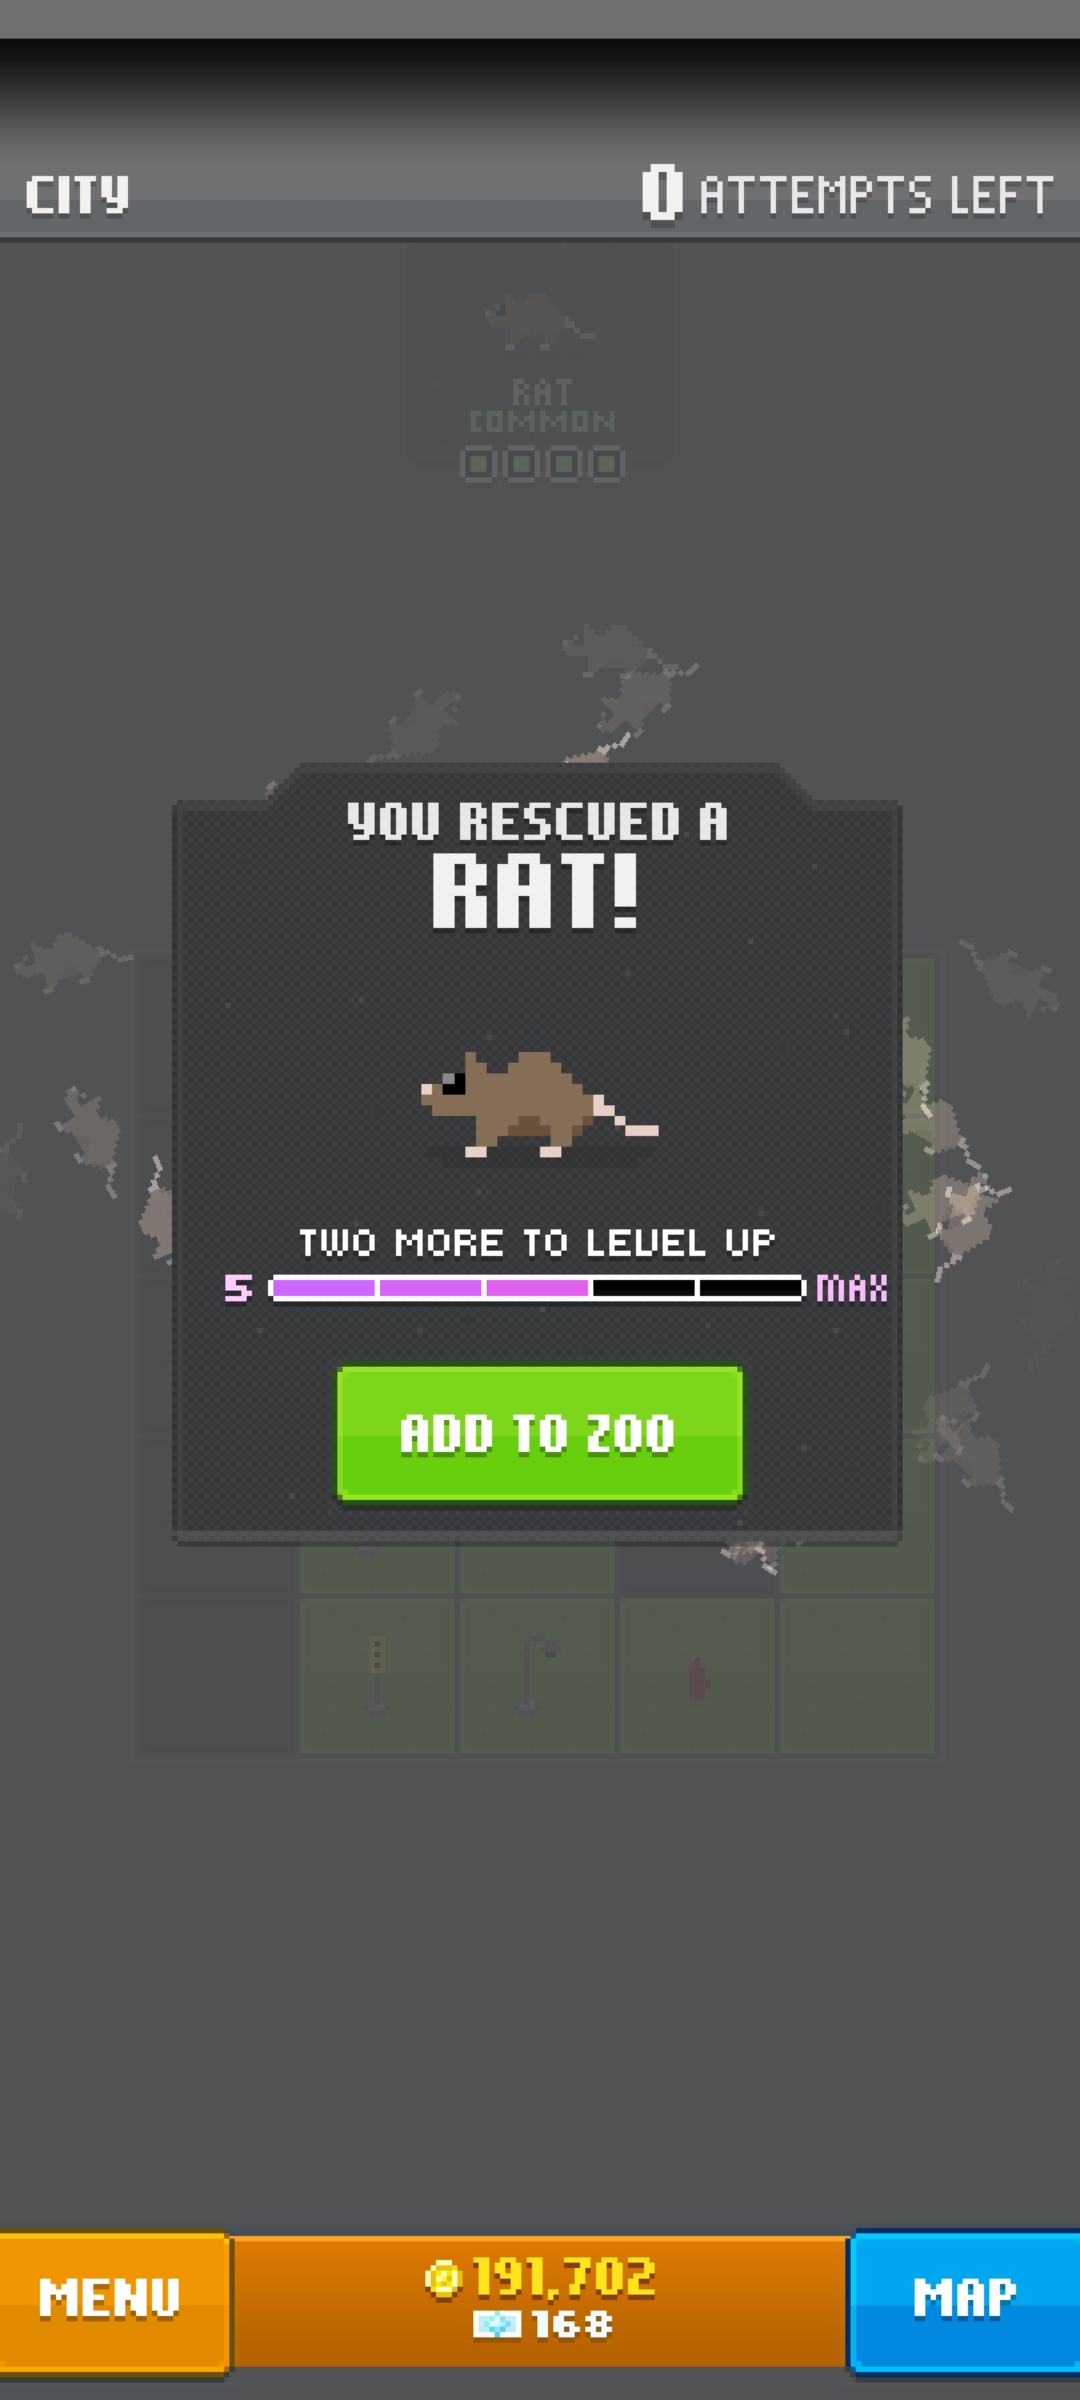 CITY
0 ATTEMPTS LEFT
RAT
COMMON
YOU RESCUED A
RAT!
TWO MORE TO LEVEL UP
5 MAX
ADD TO ZOO
MENU
191,702
168
MAP